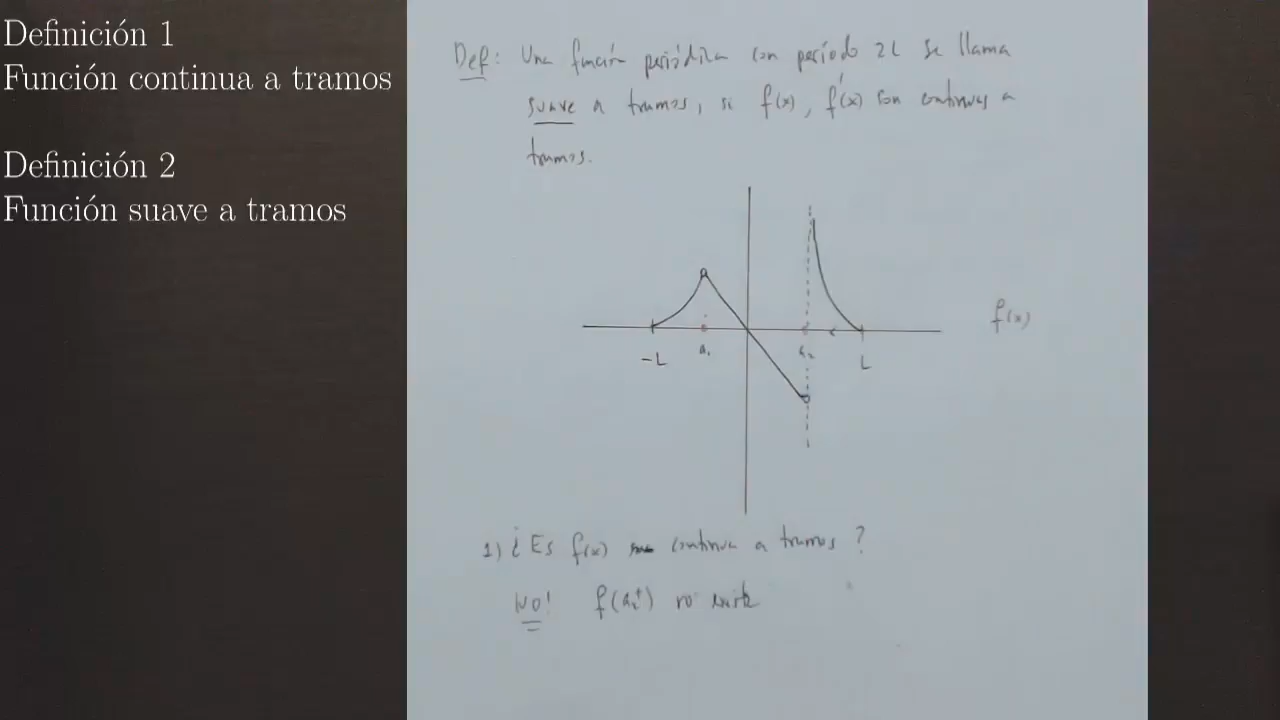 Definición 1
Función continua a tramos
Definición 2
Función suave a tramos
Def: Una función periódica con período 2L se llama
suave a tramos, si f(x), f'(x) son continuas a
tramos.
f(x)
-L a₁ a₂ L
1) ¿Es f(x) continua a tramos?
NO! f(a₂⁺) no existe